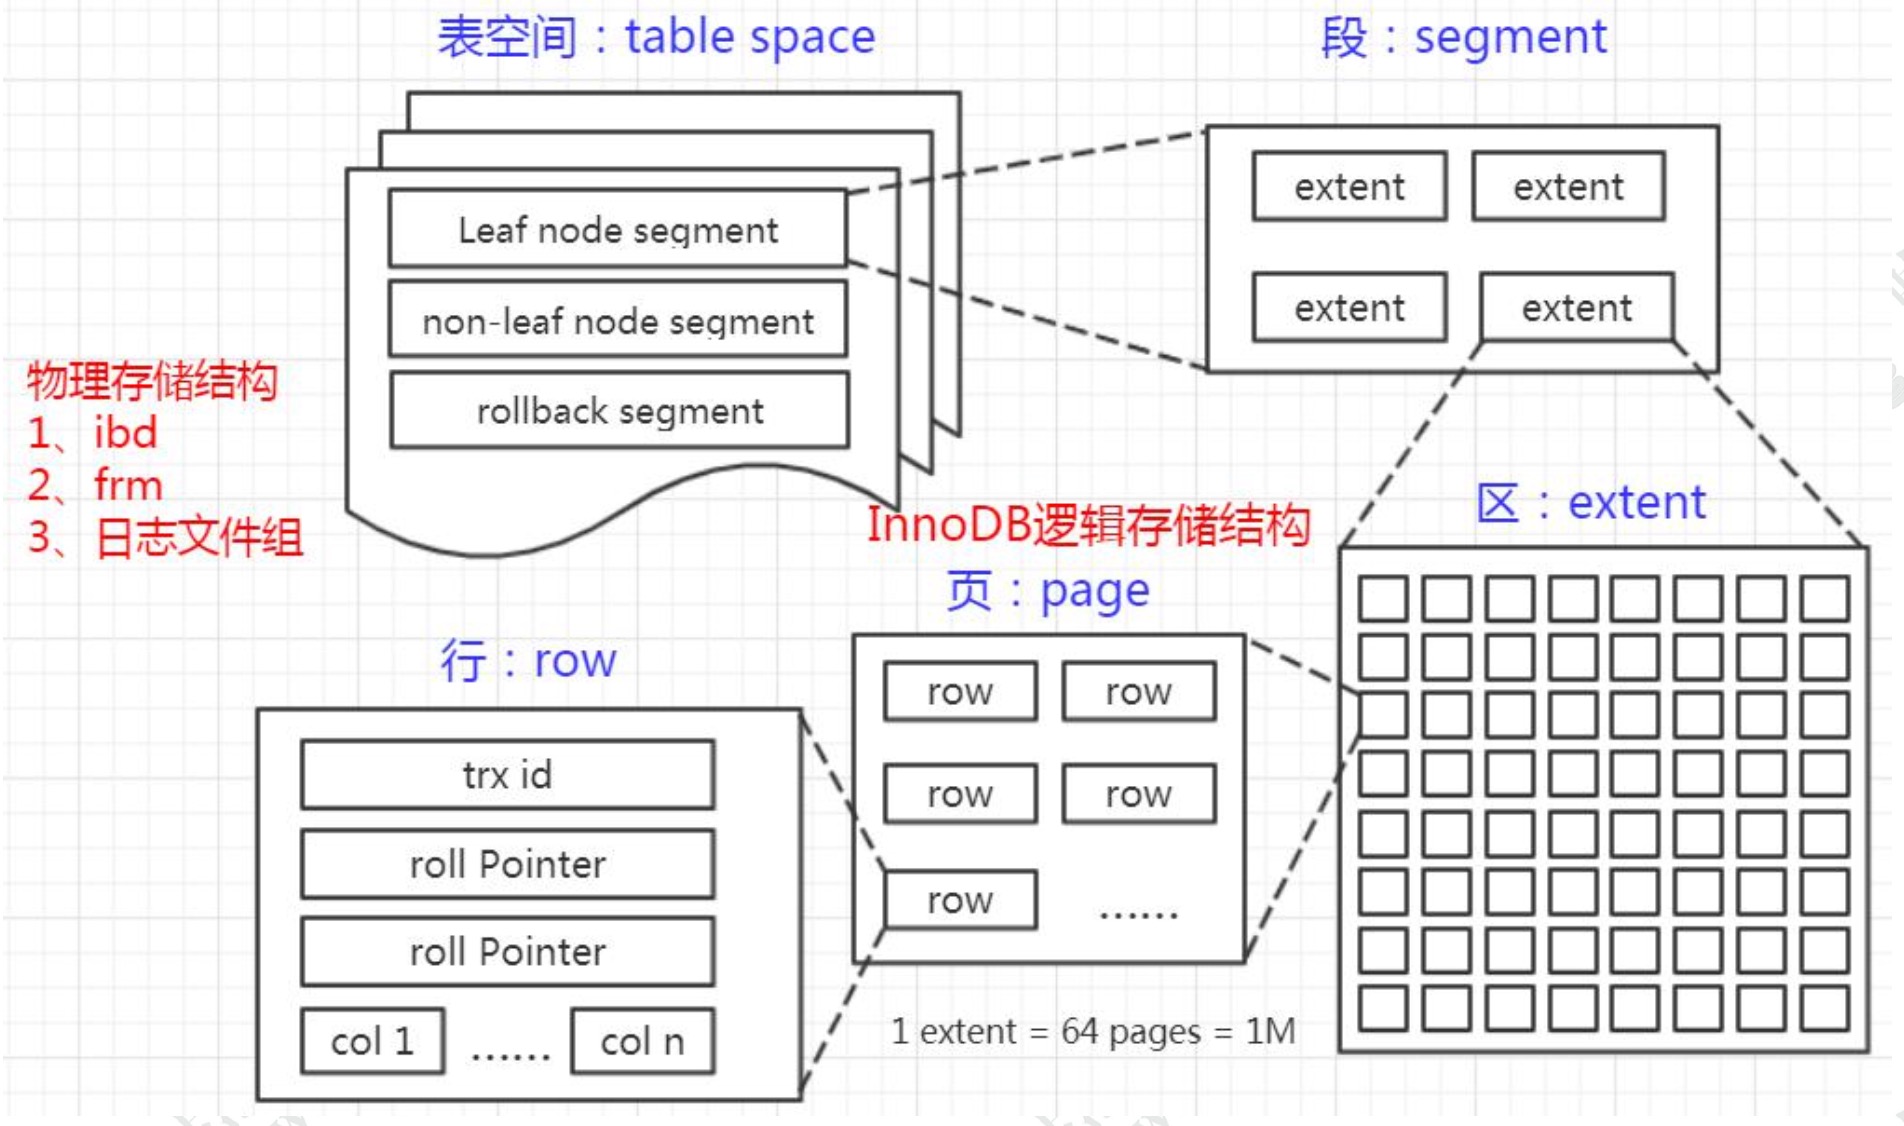 表空间：table space
段：segment
Leaf node segment
non-leaf node segment
rollback segment
extent
extent
extent
extent
物理存储结构
1、ibd
2、frm
3、日志文件组
InnoDB逻辑存储结构
区：extent
页：page
row
row
row
row
row
......
1 extent = 64 pages = 1M
行：row
trx id
roll Pointer
roll Pointer
col 1
......
col n